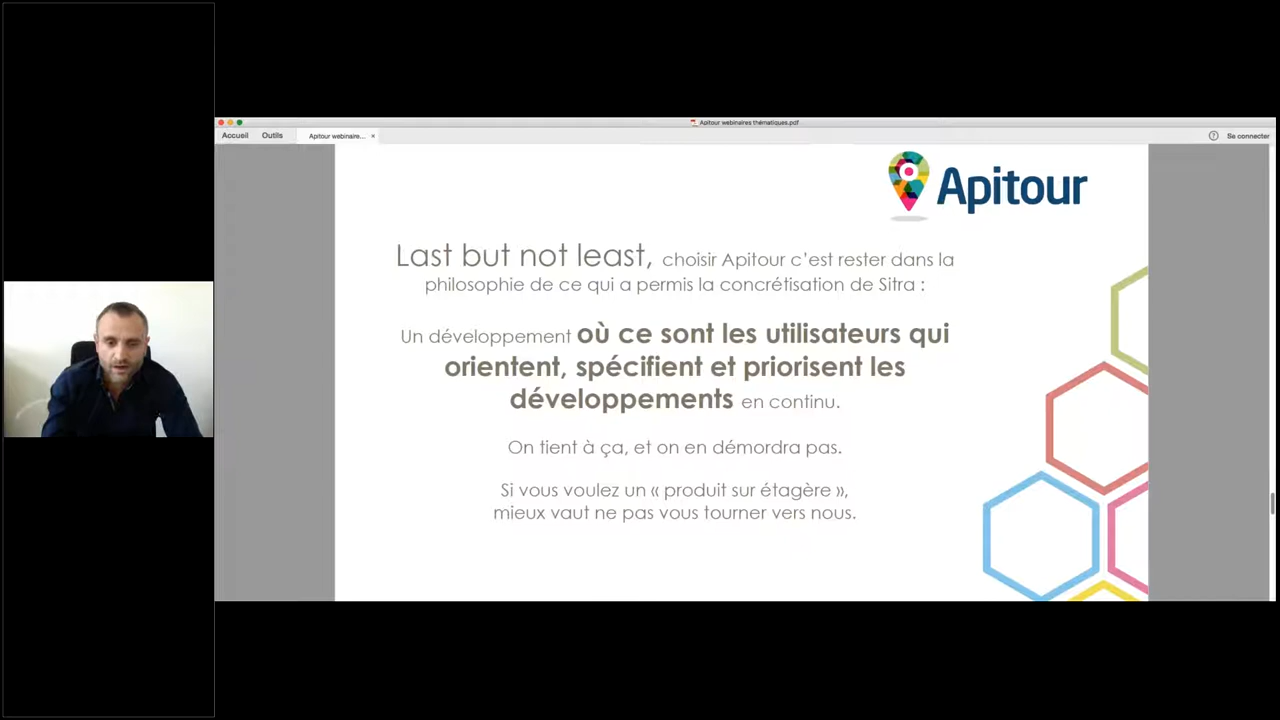 Apitour webinaires thématiques.pdf
Accueil Outils Apitour webinaire... × ? Se connecter
Apitour
Last but not least, choisir Apitour c’est rester dans la
philosophie de ce qui a permis la concrétisation de Sitra :
Un développement où ce sont les utilisateurs qui
orientent, spécifient et priorisent les
développements en continu.
On tient à ça, et on en démordra pas.
Si vous voulez un « produit sur étagère »,
mieux vaut ne pas vous tourner vers nous.